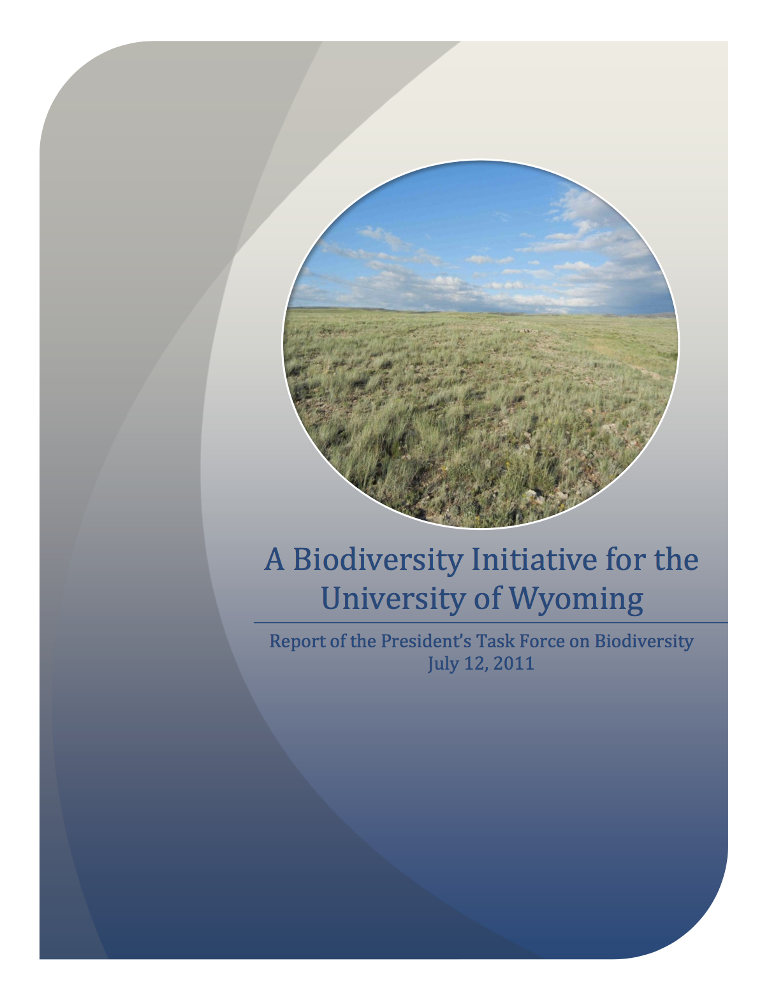 A Biodiversity Initiative for the
University of Wyoming
Report of the President’s Task Force on Biodiversity
July 12, 2011